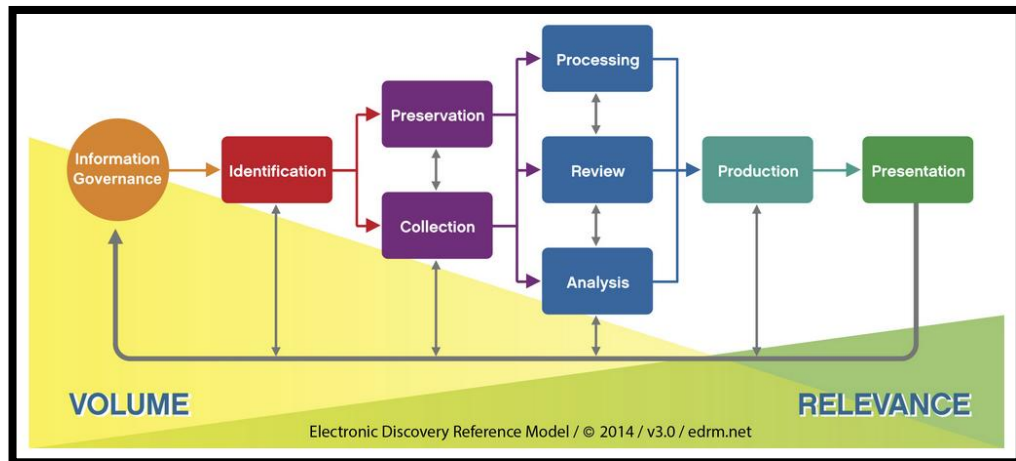 Processing
Preservation
Information
Governance
Identification
Review
Production
Presentation
Collection
Analysis
VOLUME
RELEVANCE
Electronic Discovery Reference Model / © 2014 / v3.0 / edrm.net